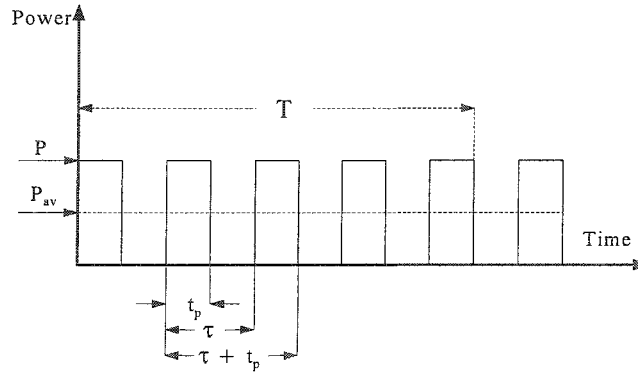 Power
T
P
P_av
Time
t_p
τ
τ + t_p